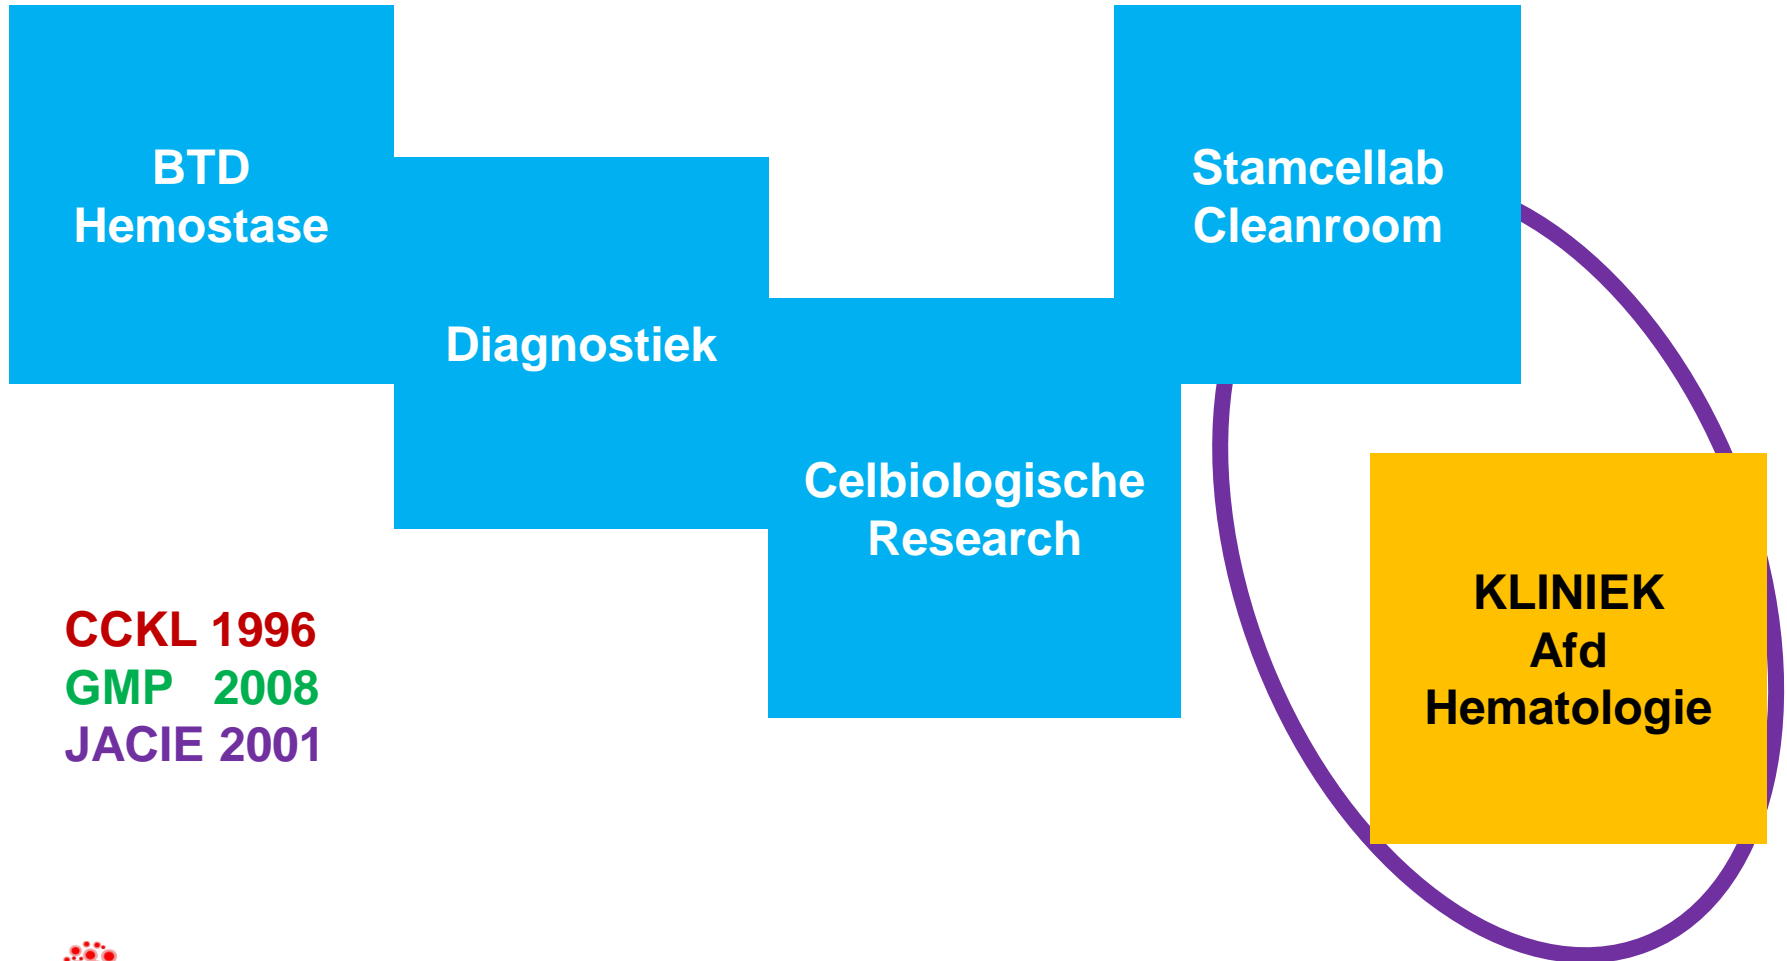 BTD
Hemostase
Diagnostiek
Celbiologische
Research
Stamcellab
Cleanroom
KLINIEK
Afd
Hematologie
CCKL 1996
GMP 2008
JACIE 2001